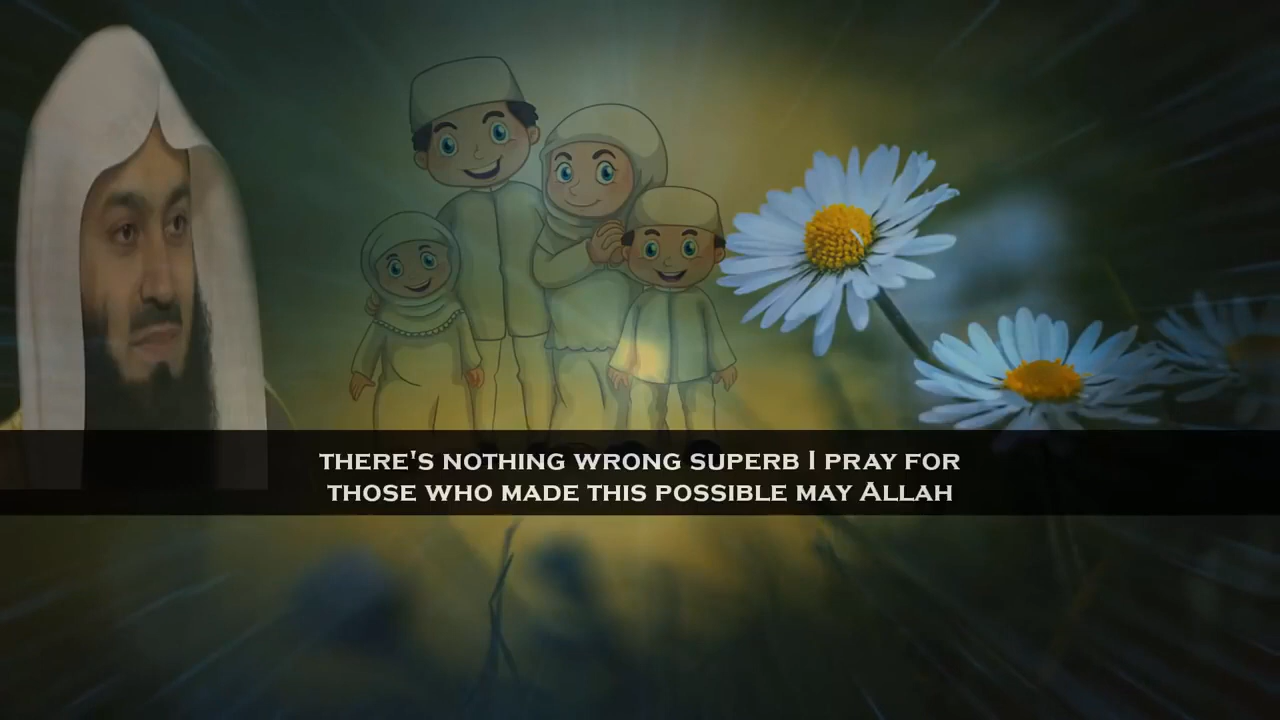 THERE'S NOTHING WRONG SUPERB I PRAY FOR
THOSE WHO MADE THIS POSSIBLE MAY ALLAH